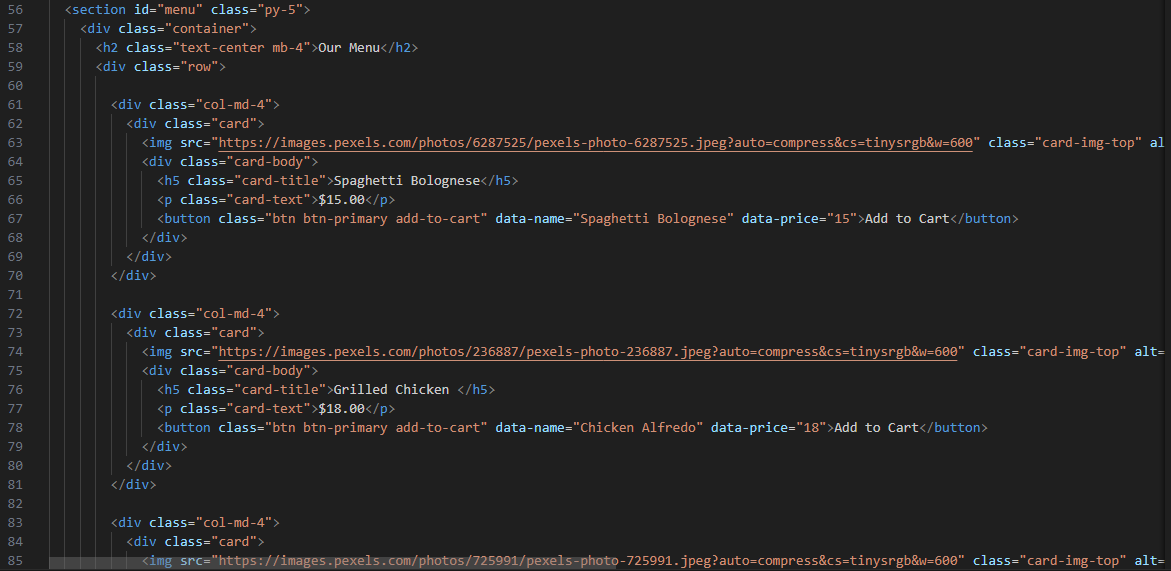 56 <section id="menu" class="py-5">
57 <div class="container">
58 <h2 class="text-center mb-4">Our Menu</h2>
59 <div class="row">
60
61 <div class="col-md-4">
62 <div class="card">
63 <img src="https://images.pexels.com/photos/6287525/pexels-photo-6287525.jpeg?auto=compress&cs=tinysrgb&w=600" class="card-img-top" al
64 <div class="card-body">
65 <h5 class="card-title">Spaghetti Bolognese</h5>
66 <p class="card-text">$15.00</p>
67 <button class="btn btn-primary add-to-cart" data-name="Spaghetti Bolognese" data-price="15">Add to Cart</button>
68 </div>
69 </div>
70 </div>
71
72 <div class="col-md-4">
73 <div class="card">
74 <img src="https://images.pexels.com/photos/236887/pexels-photo-236887.jpeg?auto=compress&cs=tinysrgb&w=600" class="card-img-top" alt=
75 <div class="card-body">
76 <h5 class="card-title">Grilled Chicken </h5>
77 <p class="card-text">$18.00</p>
78 <button class="btn btn-primary add-to-cart" data-name="Chicken Alfredo" data-price="18">Add to Cart</button>
79 </div>
80 </div>
81 </div>
82
83 <div class="col-md-4">
84 <div class="card">
85 <img src="https://images.pexels.com/photos/725991/pexels-photo-725991.jpeg?auto=compress&cs=tinysrgb&w=600" class="card-img-top" alt=